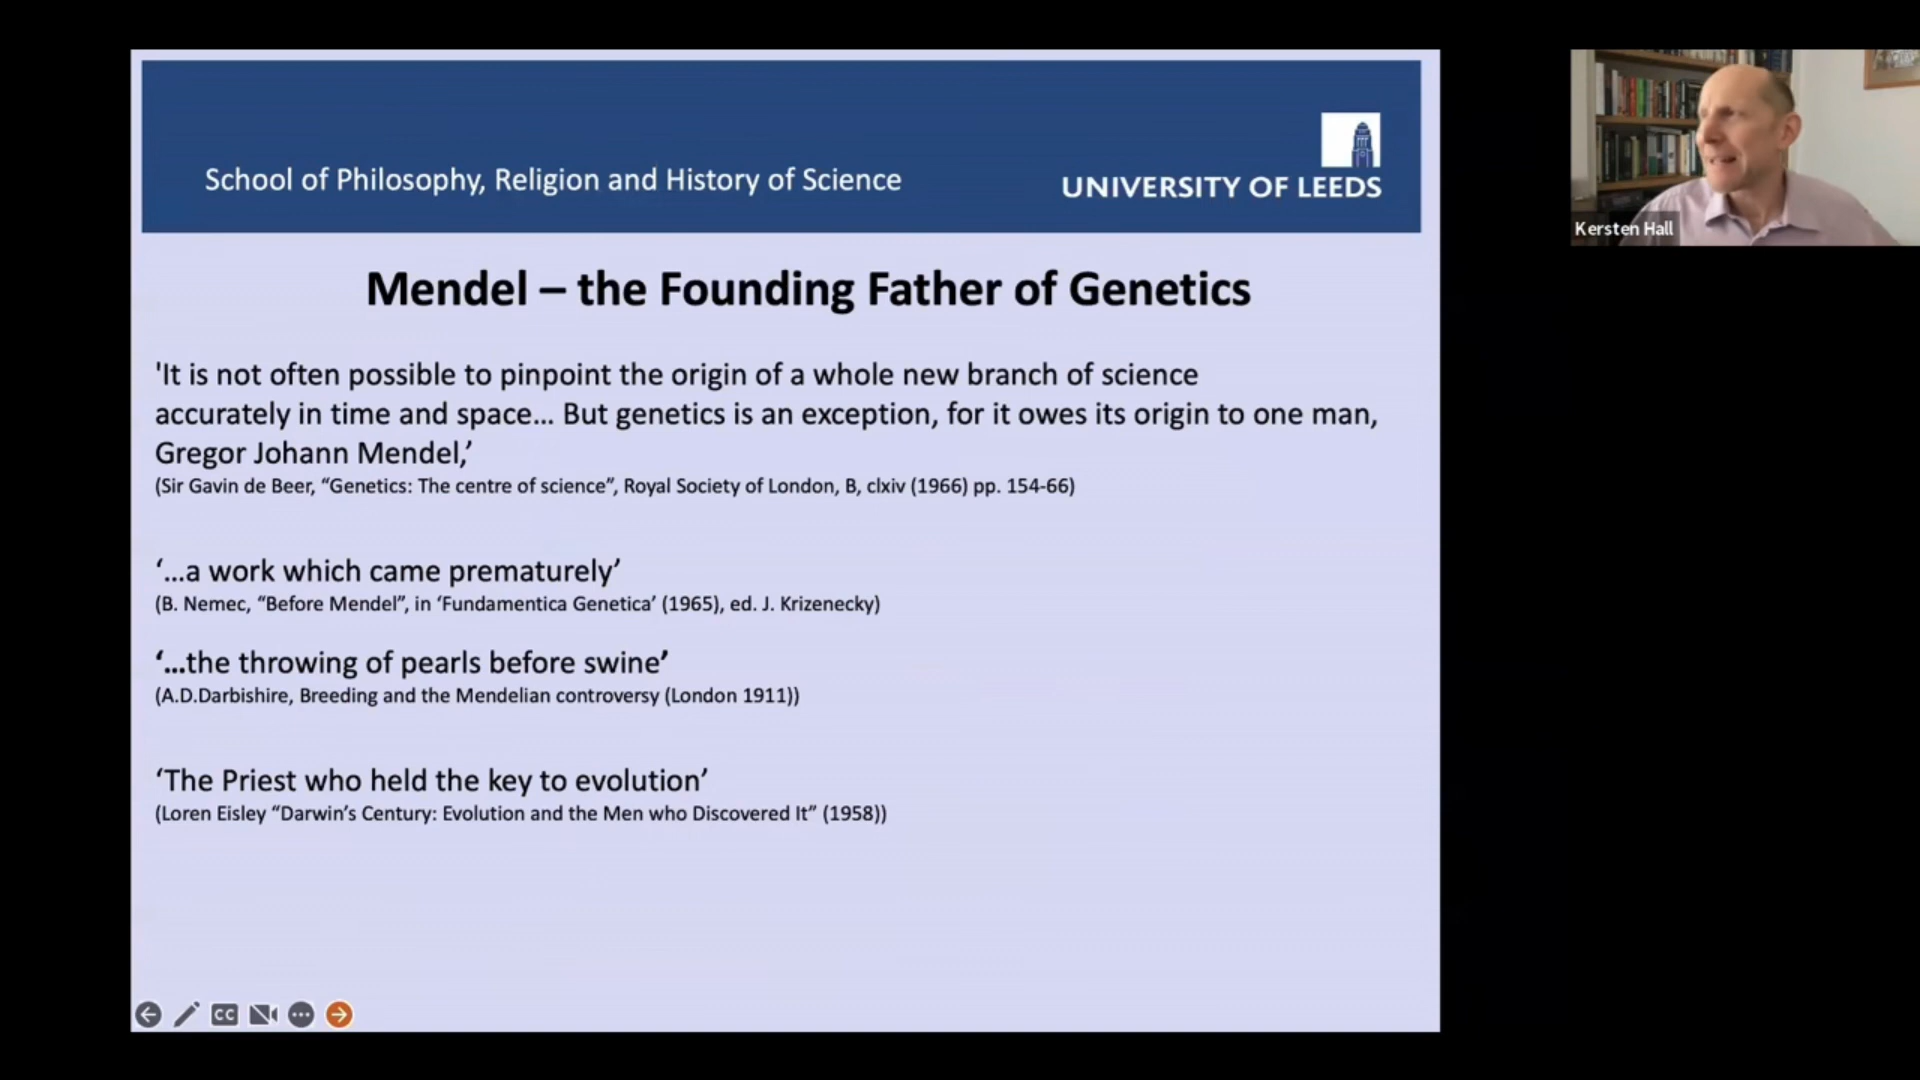 School of Philosophy, Religion and History of Science
UNIVERSITY OF LEEDS
Kersten Hall
Mendel – the Founding Father of Genetics
'It is not often possible to pinpoint the origin of a whole new branch of science
accurately in time and space... But genetics is an exception, for it owes its origin to one man,
Gregor Johann Mendel,’
(Sir Gavin de Beer, “Genetics: The centre of science”, Royal Society of London, B, clxiv (1966) pp. 154-66)
‘...a work which came prematurely’
(B. Nemec, “Before Mendel”, in ‘Fundamentica Genetica’ (1965), ed. J. Krizenecky)
‘...the throwing of pearls before swine’
(A.D.Darbishire, Breeding and the Mendelian controversy (London 1911))
‘The Priest who held the key to evolution’
(Loren Eisley “Darwin’s Century: Evolution and the Men who Discovered It” (1958))
CC